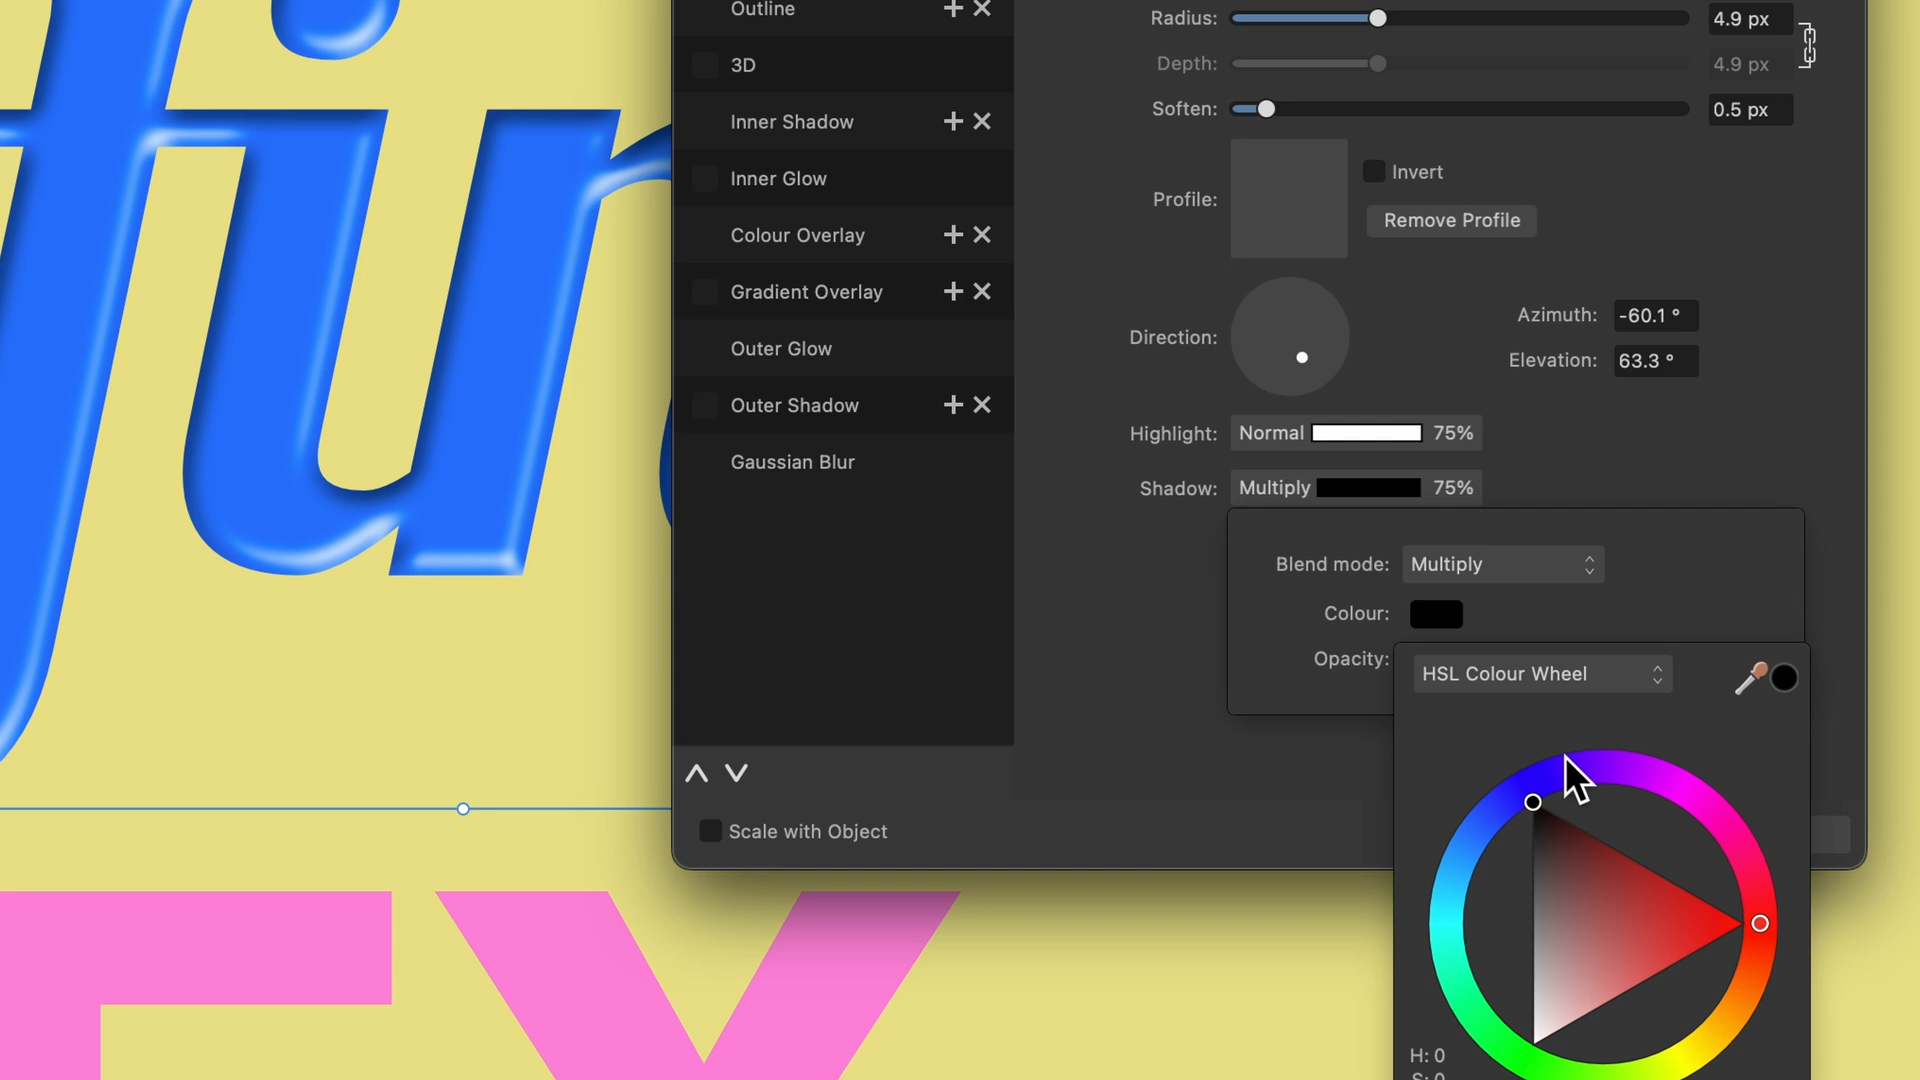 fin
EX
Outline
3D
Inner Shadow
Inner Glow
Colour Overlay
Gradient Overlay
Outer Glow
Outer Shadow
Gaussian Blur
Scale with Object
Radius: 4.9 px
Depth: 4.9 px
Soften: 0.5 px
Profile:
Invert
Remove Profile
Direction:
Azimuth: -60.1 °
Elevation: 63.3 °
Highlight: Normal 75%
Shadow: Multiply 75%
Blend mode: Multiply
Colour:
Opacity:
HSL Colour Wheel
H: 0
S: 0